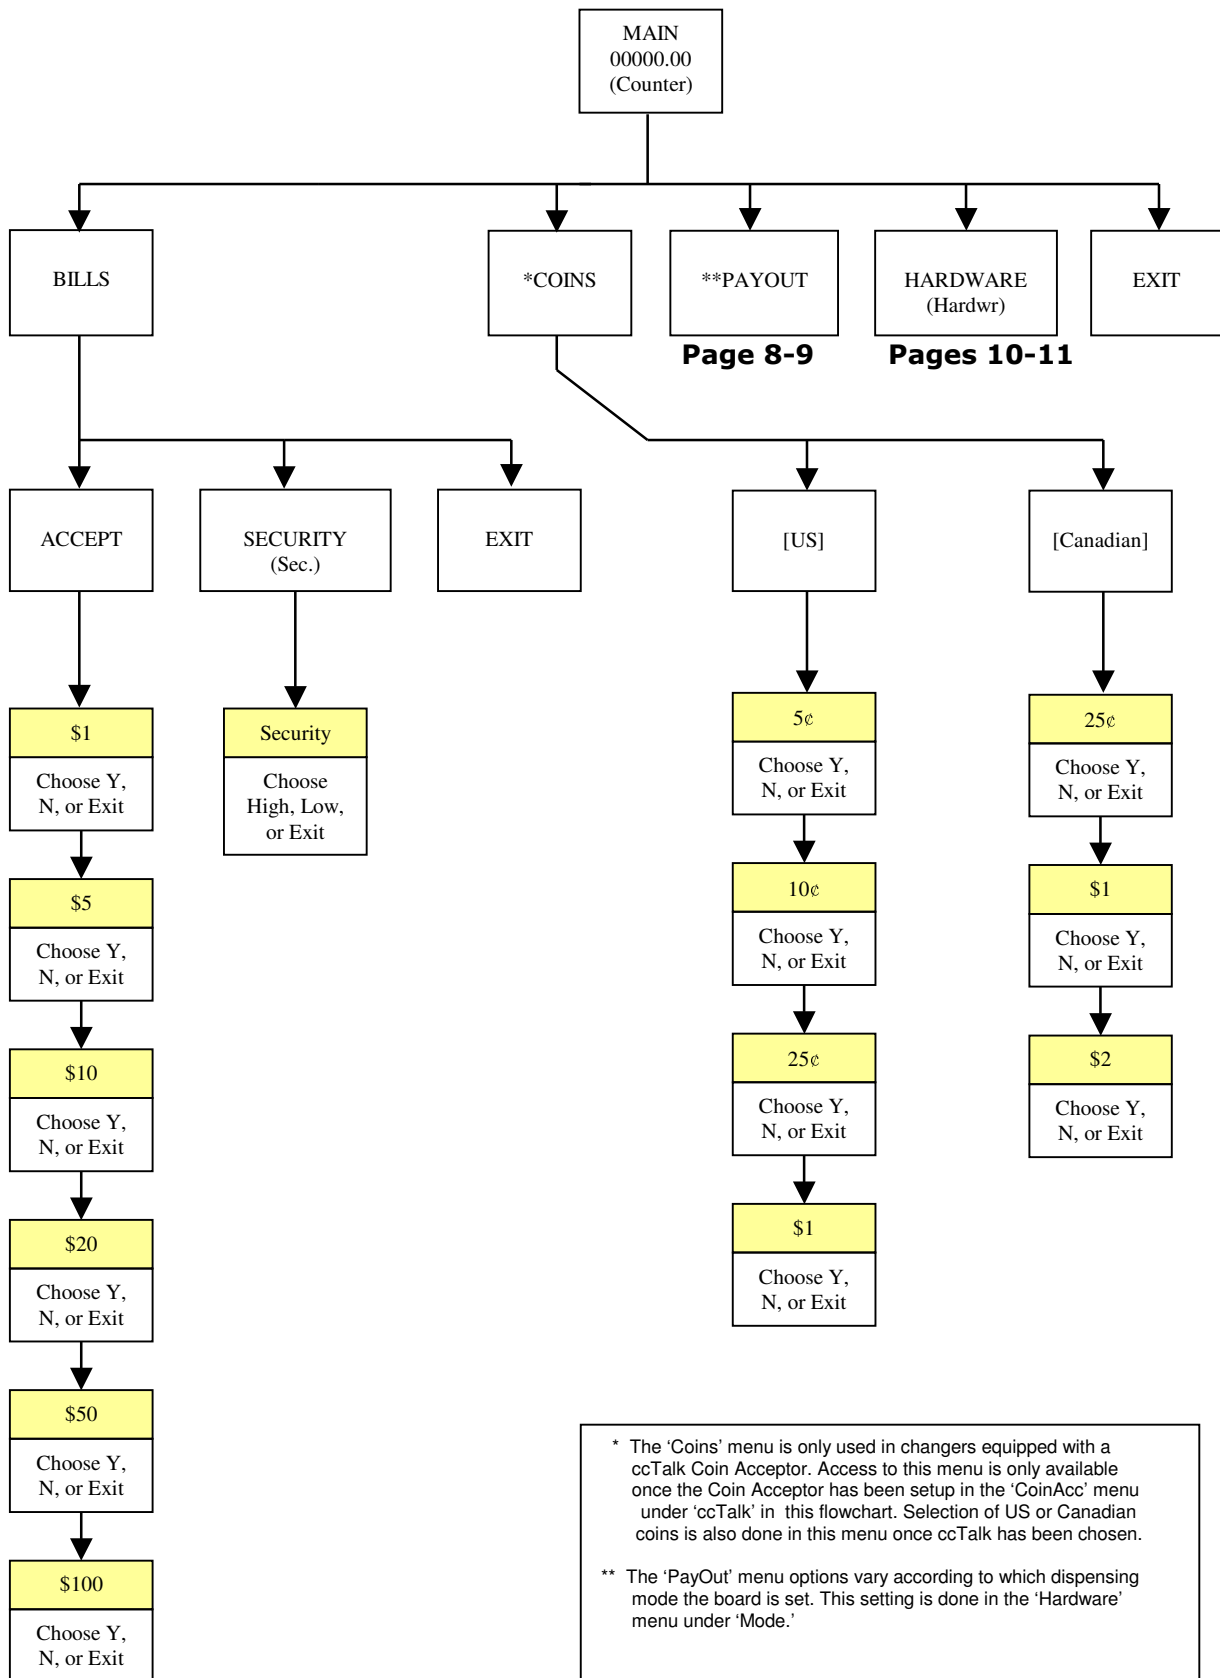 MAIN
00000.00
(Counter)
BILLS
*COINS
**PAYOUT
HARDWARE
(Hardwr)
EXIT
Page 8-9
Pages 10-11
ACCEPT
SECURITY
(Sec.)
EXIT
[US]
[Canadian]
$1
Choose Y,
N, or Exit
$5
Choose Y,
N, or Exit
$10
Choose Y,
N, or Exit
$20
Choose Y,
N, or Exit
$50
Choose Y,
N, or Exit
$100
Choose Y,
N, or Exit
Security
Choose
High, Low,
or Exit
5¢
Choose Y,
N, or Exit
10¢
Choose Y,
N, or Exit
25¢
Choose Y,
N, or Exit
$1
Choose Y,
N, or Exit
25¢
Choose Y,
N, or Exit
$1
Choose Y,
N, or Exit
$2
Choose Y,
N, or Exit
* The ‘Coins’ menu is only used in changers equipped with a
ccTalk Coin Acceptor. Access to this menu is only available
once the Coin Acceptor has been setup in the ‘CoinAcc’ menu
under ‘ccTalk’ in this flowchart. Selection of US or Canadian
coins is also done in this menu once ccTalk has been chosen.
** The ‘PayOut’ menu options vary according to which dispensing
mode the board is set. This setting is done in the ‘Hardware’
menu under ‘Mode.’